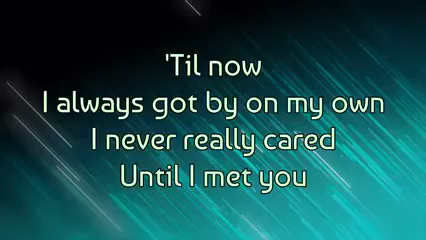 'Til now
I always got by on my own
I never really cared
Until I met you